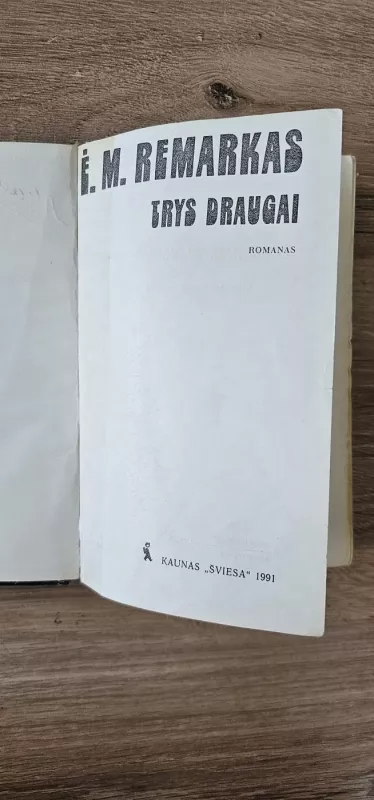 Ė. M. REMARKAS
TRYS DRAUGAI
ROMANAS
KAUNAS „ŠVIESA“ 1991